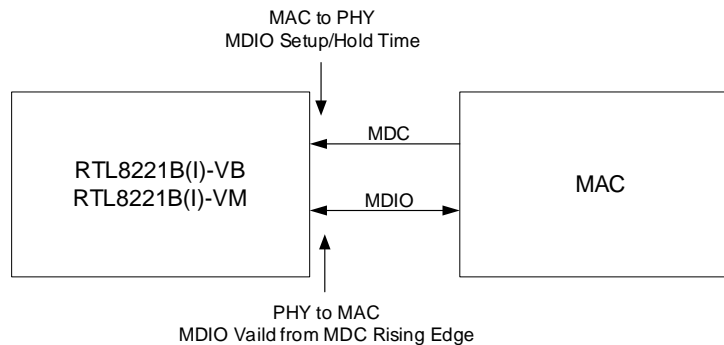 MAC to PHY
MDIO Setup/Hold Time
MDC
RTL8221B(I)-VB
RTL8221B(I)-VM
MAC
MDIO
PHY to MAC
MDIO Vaild from MDC Rising Edge